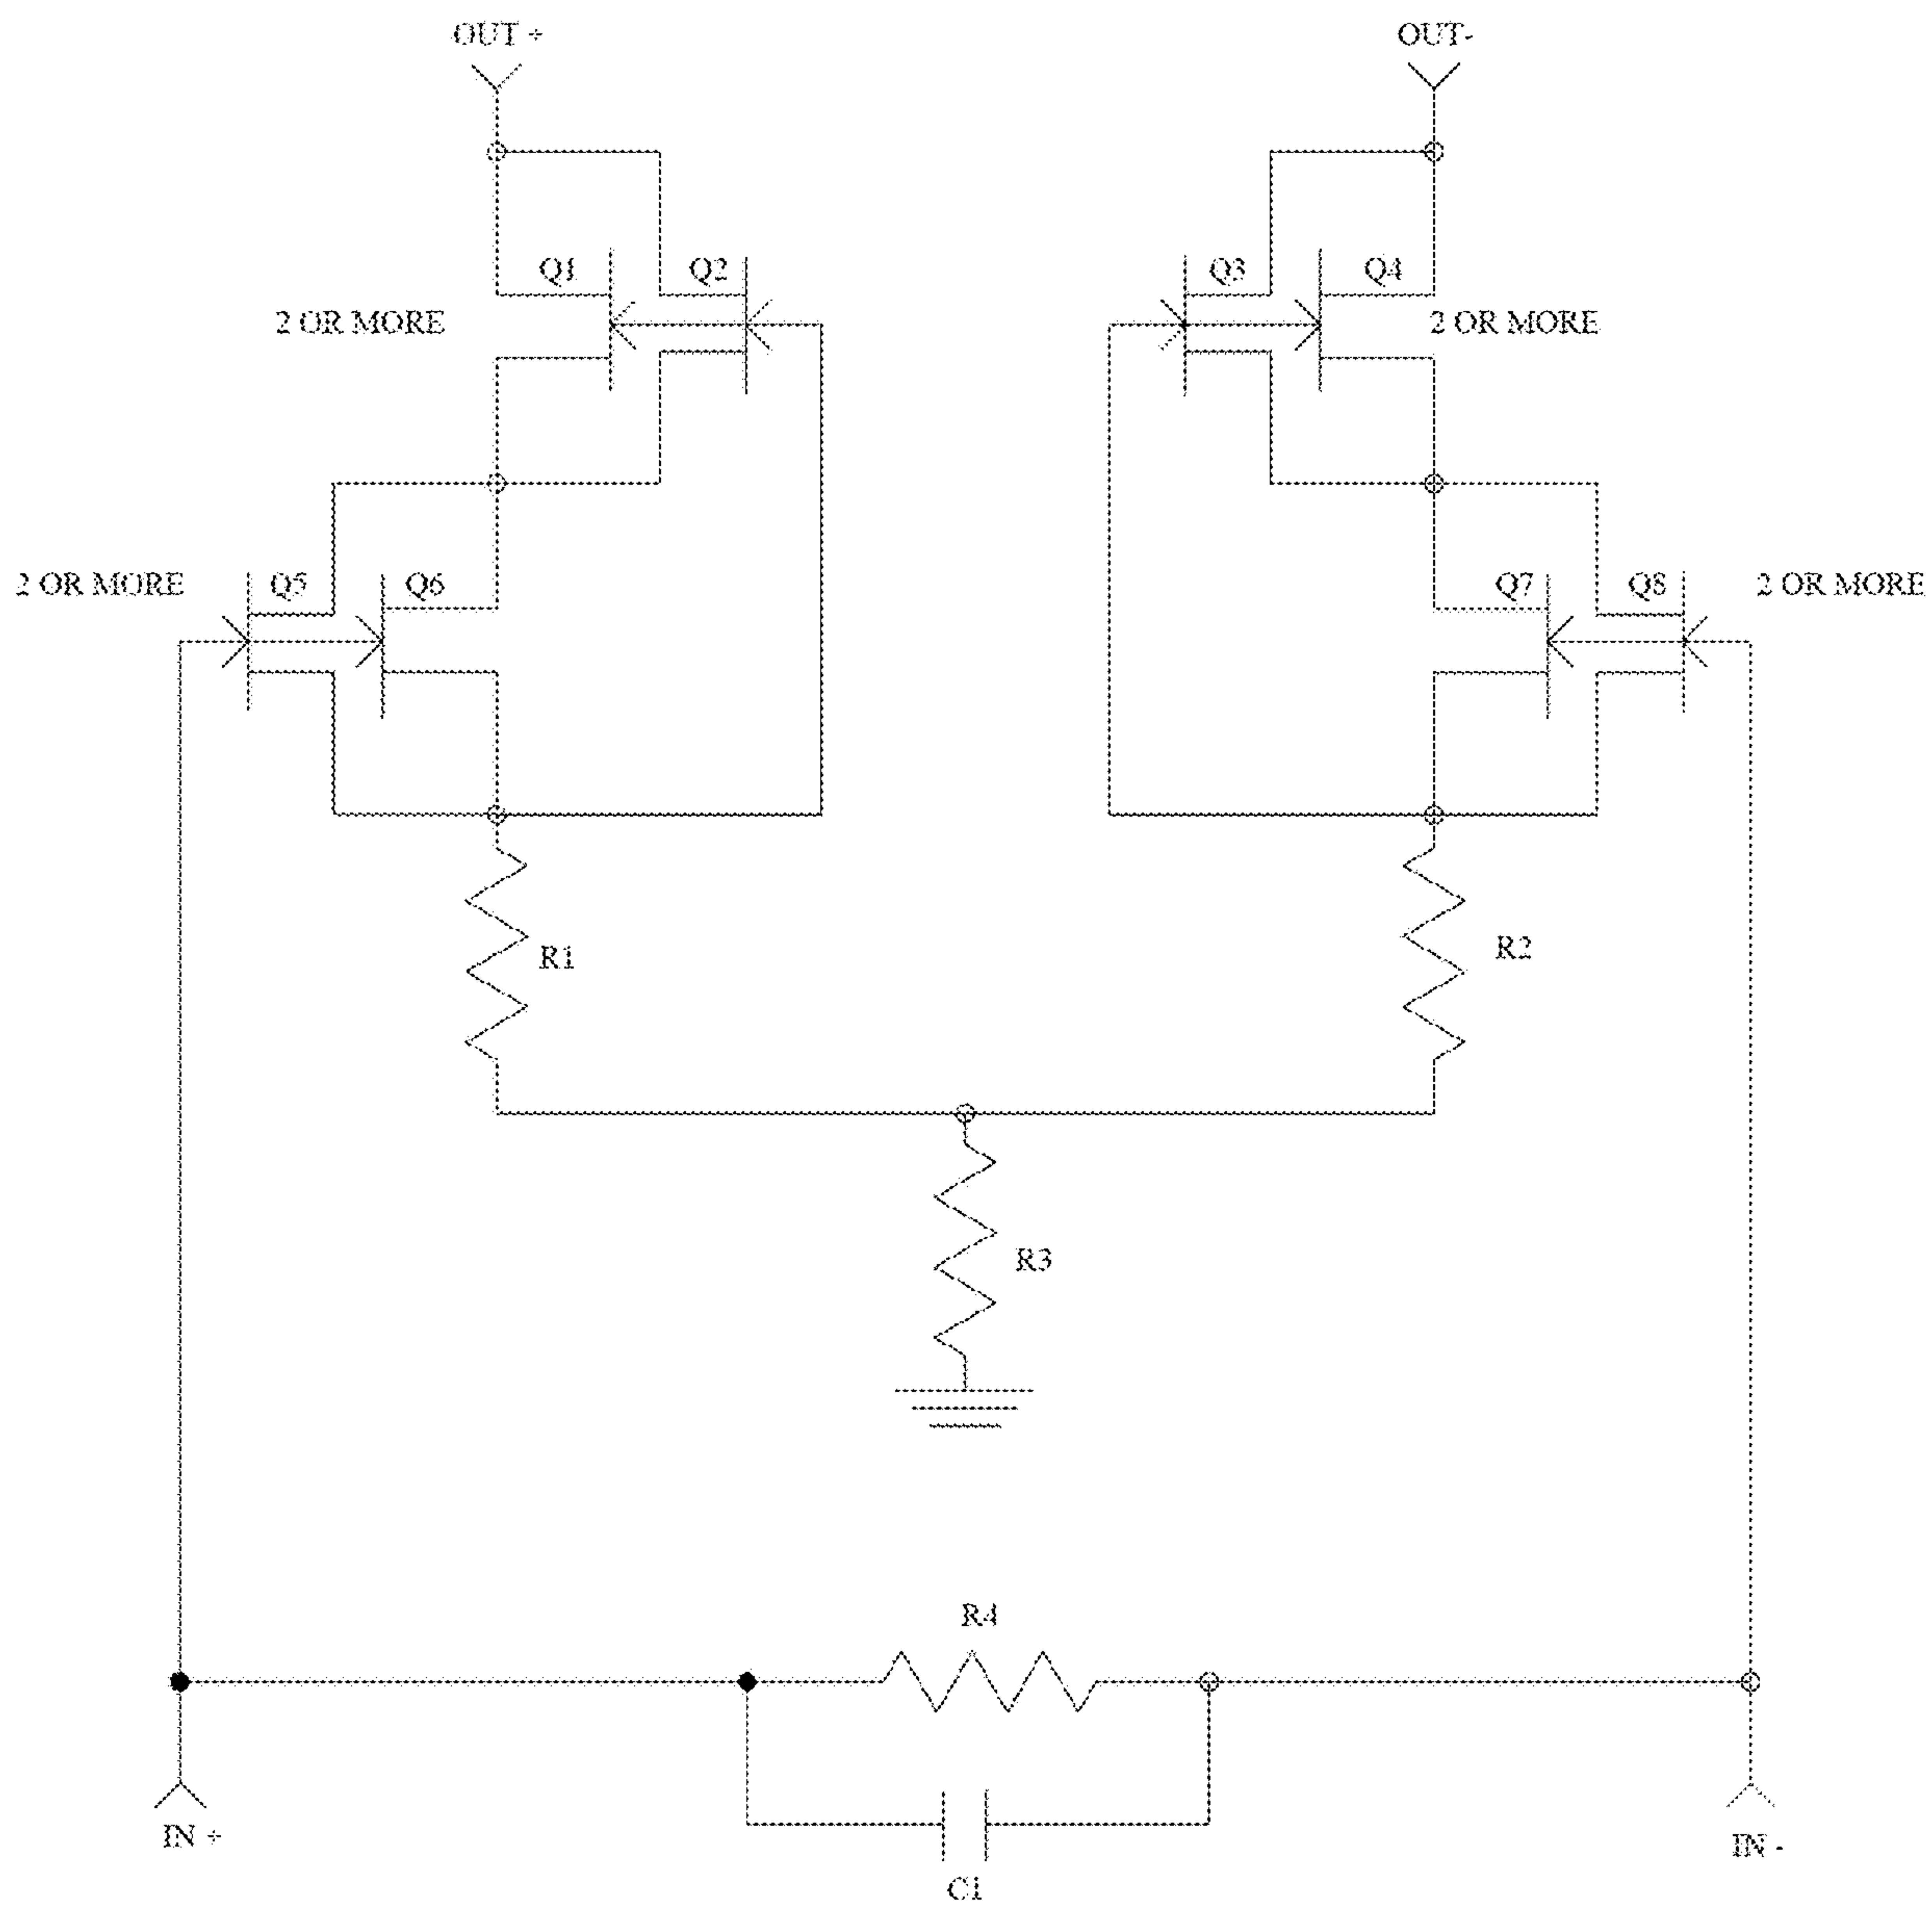 OUT +
OUT-
Q1
Q2
Q3
Q4
2 OR MORE
2 OR MORE
2 OR MORE
Q5
Q6
Q7
Q8
2 OR MORE
R1
R2
R3
R4
IN +
IN -
C1